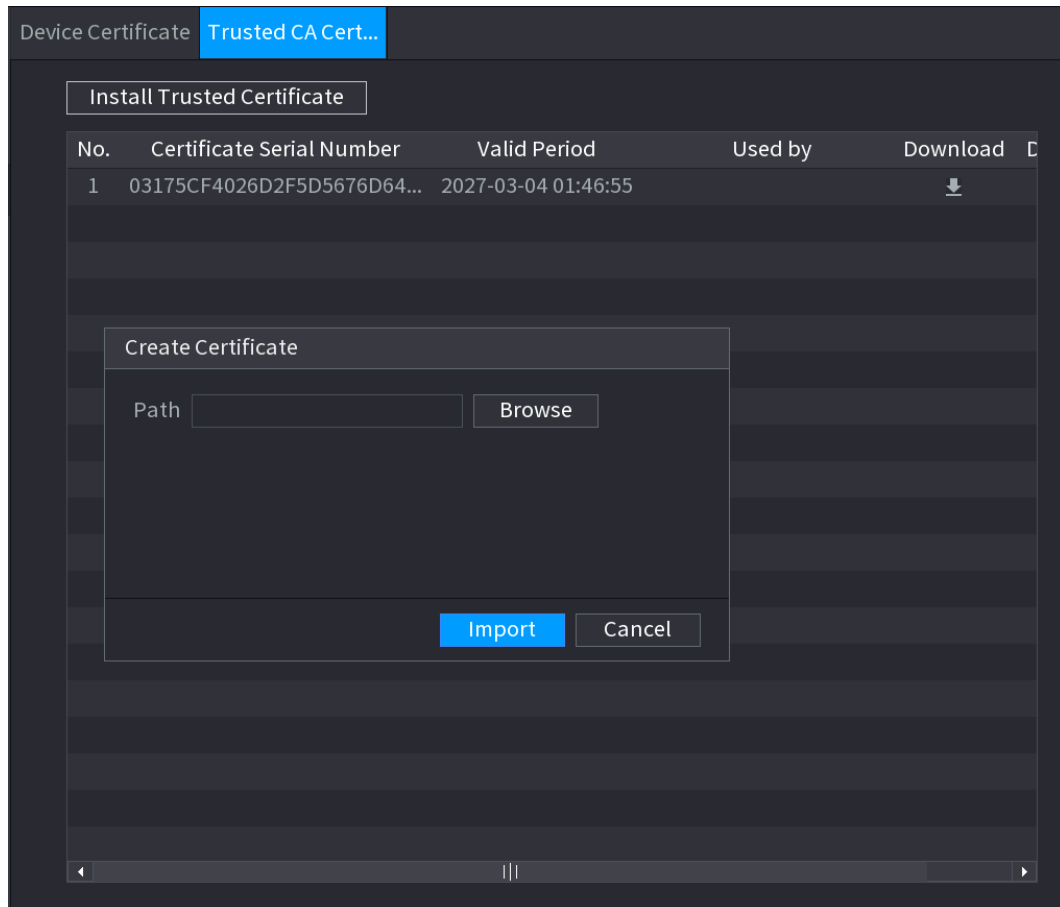 Device Certificate Trusted CA Cert...
Install Trusted Certificate
No. Certificate Serial Number Valid Period Used by Download D
1 03175CF4026D2F5D5676D64... 2027-03-04 01:46:55
Create Certificate
Path Browse
Import Cancel